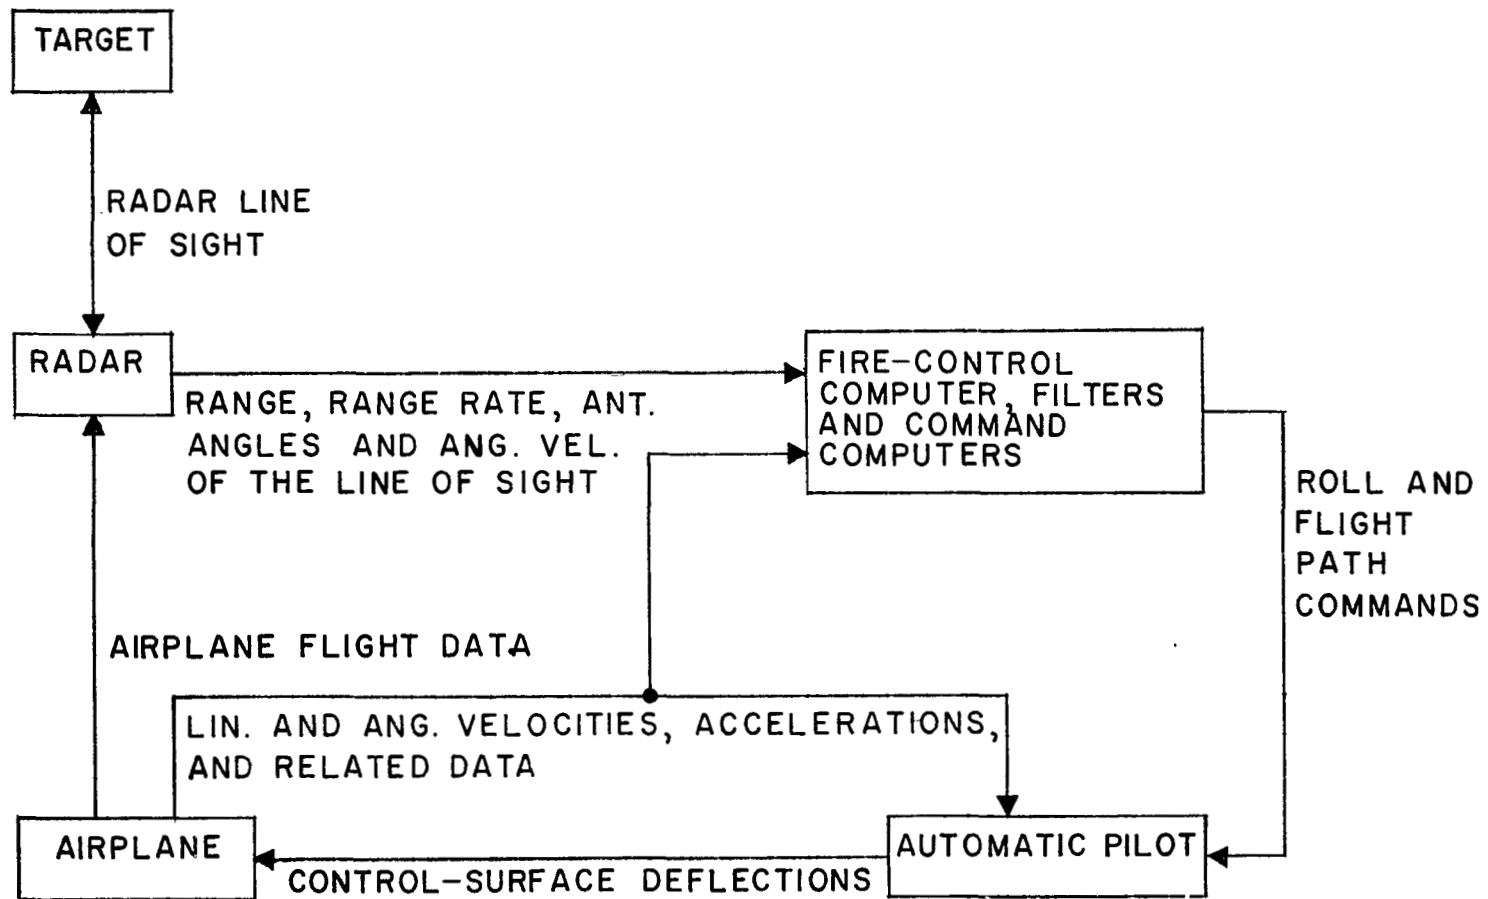 TARGET
RADAR LINE
OF SIGHT
RADAR
RANGE, RANGE RATE, ANT.
ANGLES AND ANG. VEL.
OF THE LINE OF SIGHT
FIRE-CONTROL
COMPUTER, FILTERS
AND COMMAND
COMPUTERS
ROLL AND
FLIGHT
PATH
COMMANDS
AIRPLANE FLIGHT DATA
LIN. AND ANG. VELOCITIES, ACCELERATIONS,
AND RELATED DATA
AIRPLANE
CONTROL-SURFACE DEFLECTIONS
AUTOMATIC PILOT